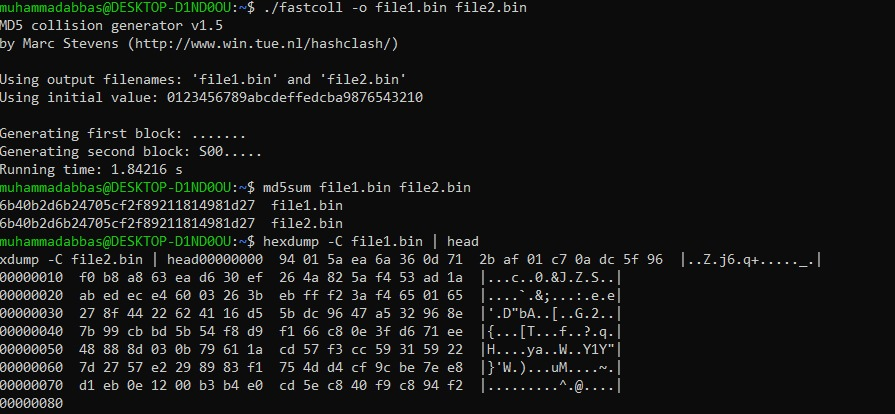 muhammadabbas@DESKTOP-D1ND0OU:~$ ./fastcoll -o file1.bin file2.bin
MD5 collision generator v1.5
by Marc Stevens (http://www.win.tue.nl/hashclash/)
Using output filenames: 'file1.bin' and 'file2.bin'
Using initial value: 0123456789abcdeffedcba9876543210
Generating first block: .......
Generating second block: S00.....
Running time: 1.84216 s
muhammadabbas@DESKTOP-D1ND0OU:~$ md5sum file1.bin file2.bin
6b40b2d6b24705cf2f89211814981d27  file1.bin
6b40b2d6b24705cf2f89211814981d27  file2.bin
muhammadabbas@DESKTOP-D1ND0OU:~$ hexdump -C file1.bin | head
xdump -C file2.bin | head00000000  94 01 5a ea 6a 36 0d 71  2b af 01 c7 0a dc 5f 96  |..Z.j6.q+....._.|
00000010  f0 b8 a8 63 ea d6 30 ef  26 4a 82 5a f4 53 ad 1a  |...c..0.&J.Z.S..|
00000020  ab ed ec e4 60 03 26 3b  eb ff f2 3a f4 65 01 65  |....`.&;...:.e.e|
00000030  27 8f 44 22 62 41 16 d5  5b dc 96 47 a5 32 96 8e  |'.D"bA..[..G.2..|
00000040  7b 99 cb bd 5b 54 f8 d9  f1 66 c8 0e 3f d6 71 ee  |{...[T...f..?.q.|
00000050  48 88 8d 03 0b 79 61 1a  cd 57 f3 cc 59 31 59 22  |H....ya..W..Y1Y"|
00000060  7d 27 57 e2 29 89 83 f1  75 4d d4 cf 9c be 7e e8  |}'W.)...uM....~.|
00000070  d1 eb 0e 12 00 b3 b4 e0  cd 5e c8 40 f9 c8 94 f2  |.........^.@....|
00000080